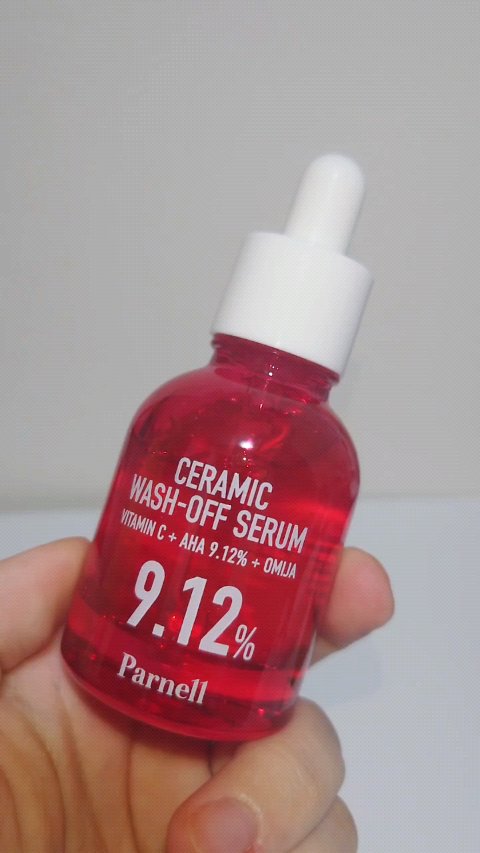 CERAMIC
WASH-OFF SERUM
VITAMIN C + AHA 9.12% + OMIJA
9.12%
Parnell